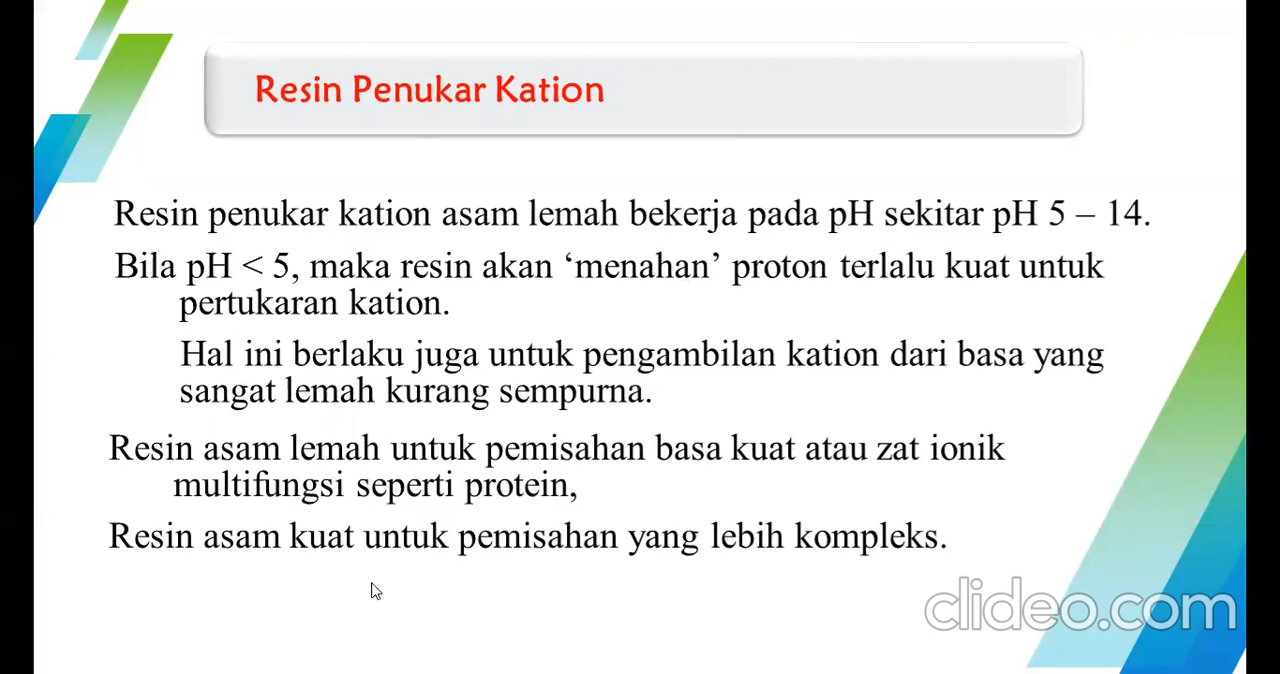 Resin Penukar Kation
Resin penukar kation asam lemah bekerja pada pH sekitar pH 5 – 14.
Bila pH < 5, maka resin akan ‘menahan’ proton terlalu kuat untuk
pertukaran kation.
Hal ini berlaku juga untuk pengambilan kation dari basa yang
sangat lemah kurang sempurna.
Resin asam lemah untuk pemisahan basa kuat atau zat ionik
multifungsi seperti protein,
Resin asam kuat untuk pemisahan yang lebih kompleks.
clideo.com